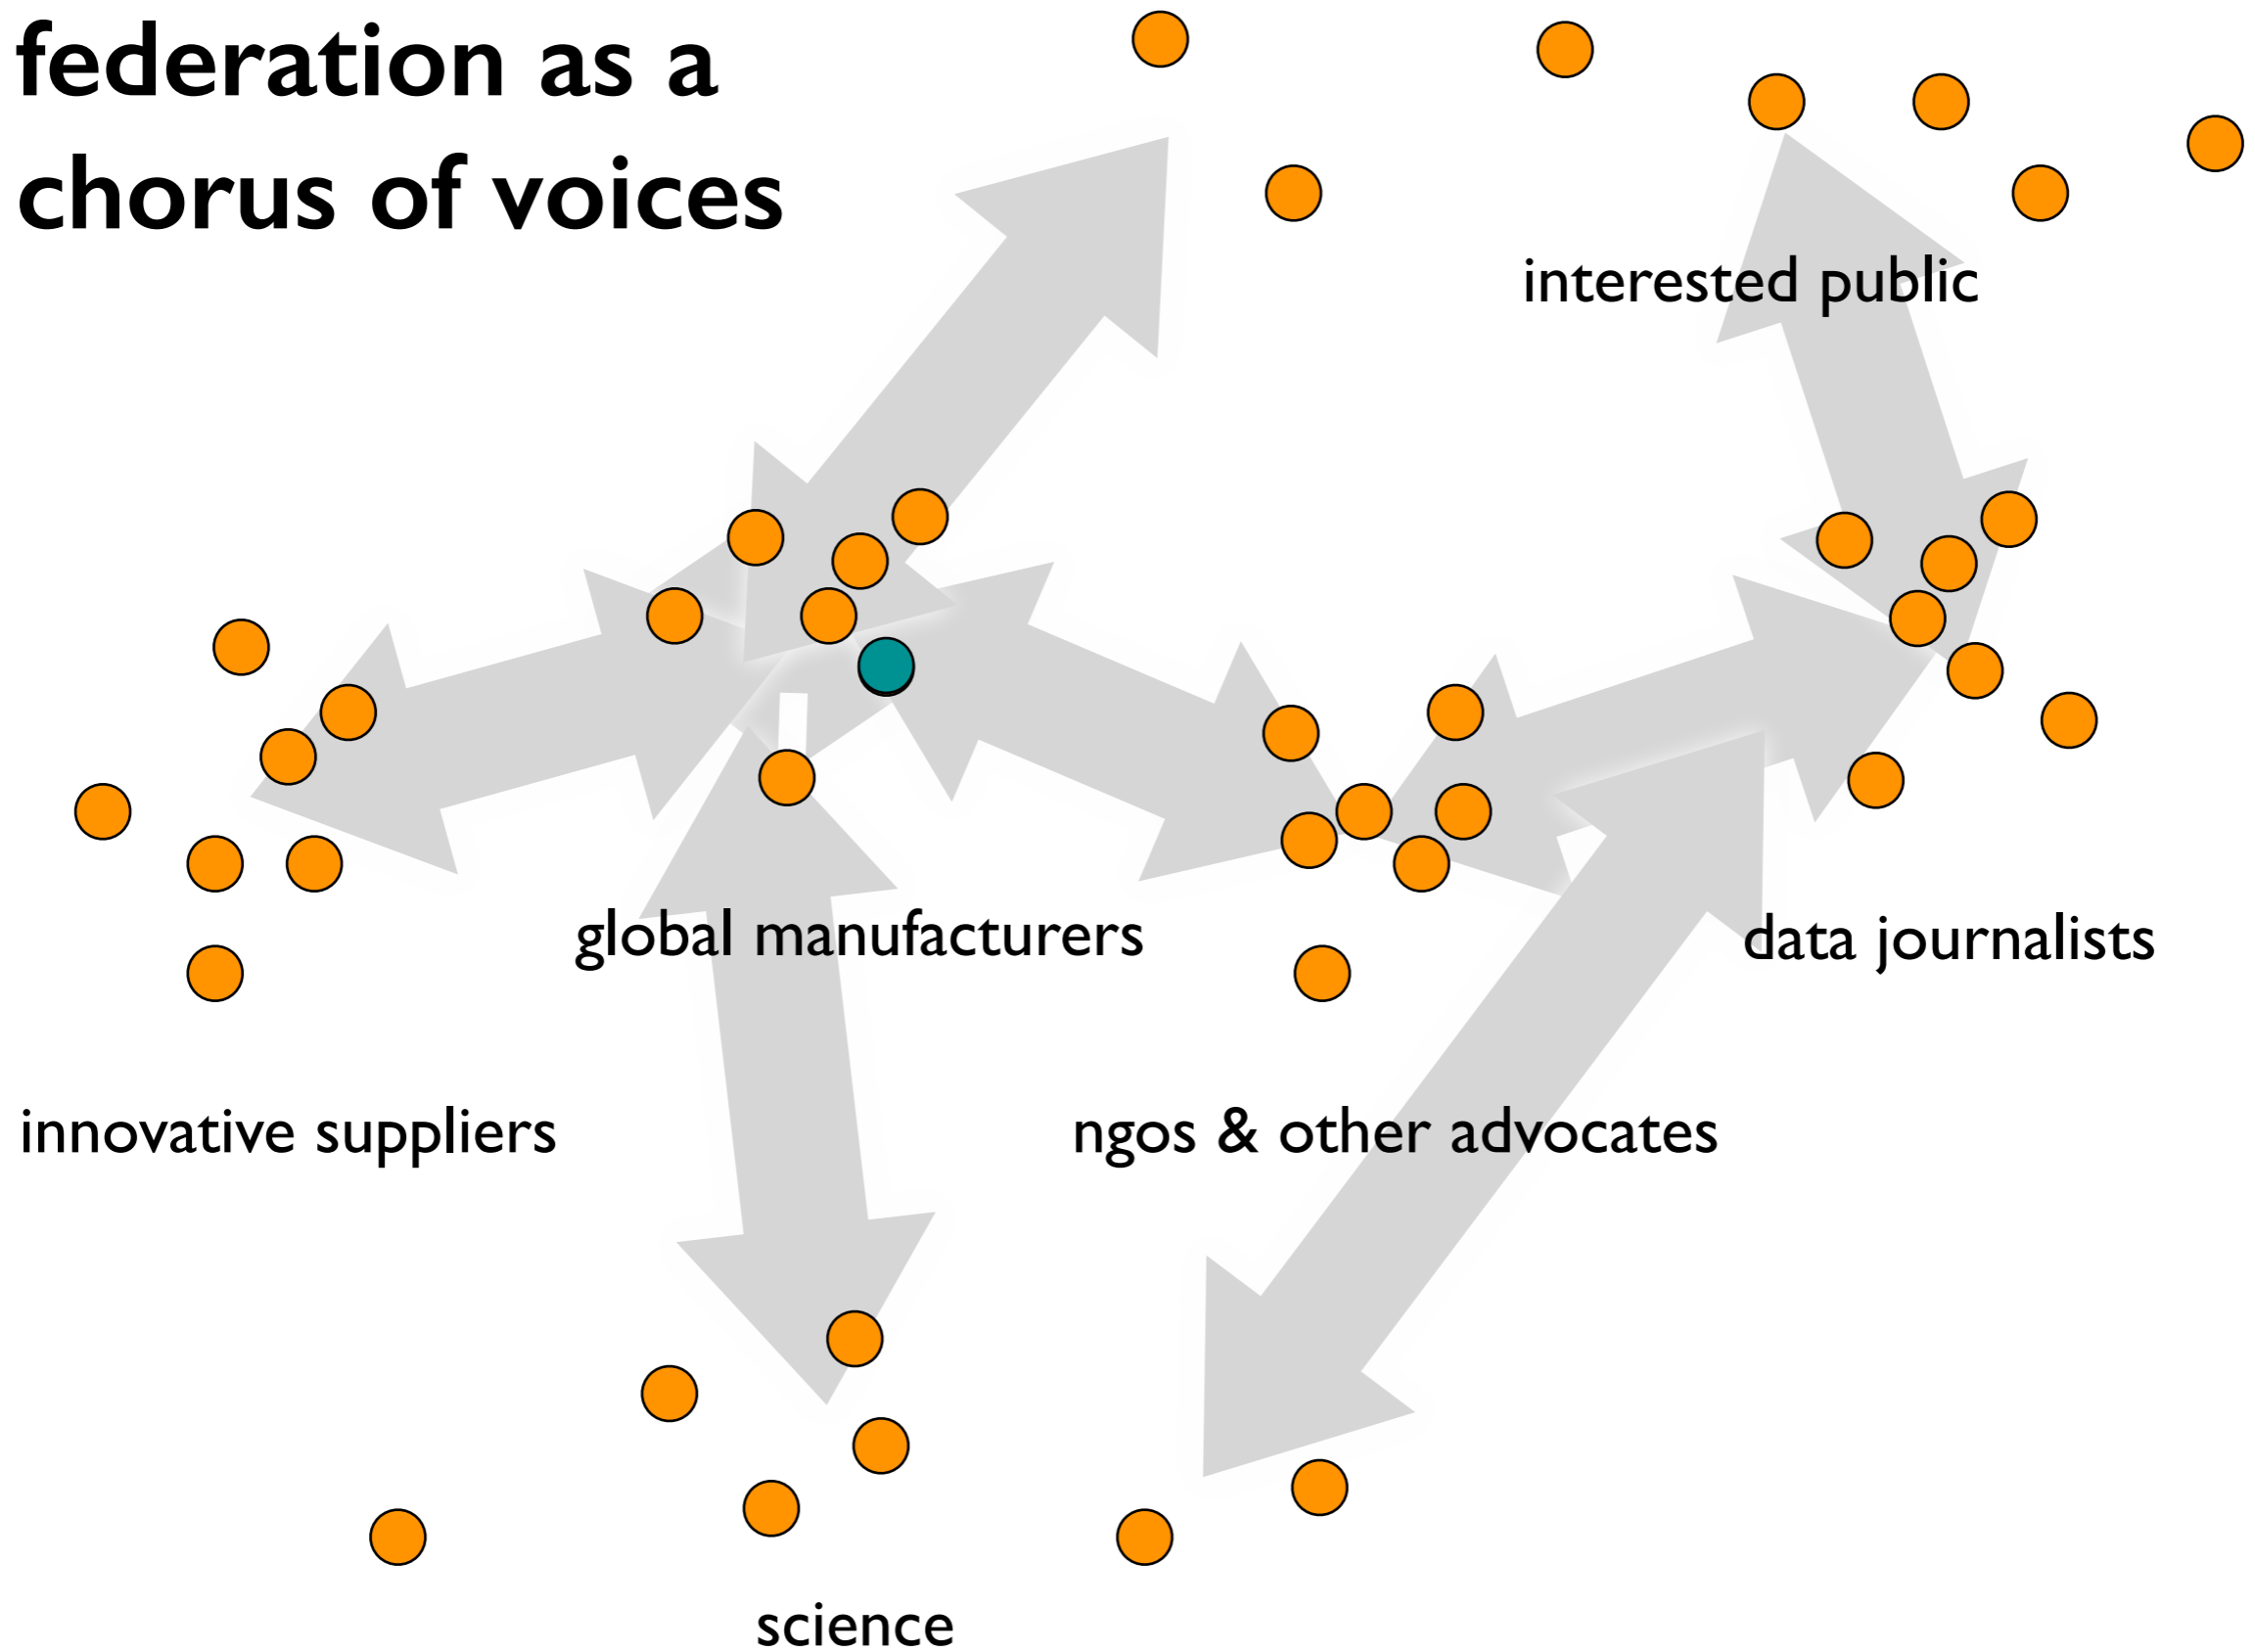 federation as a
chorus of voices
interested public
global manufacturers
data journalists
innovative suppliers
ngos & other advocates
science